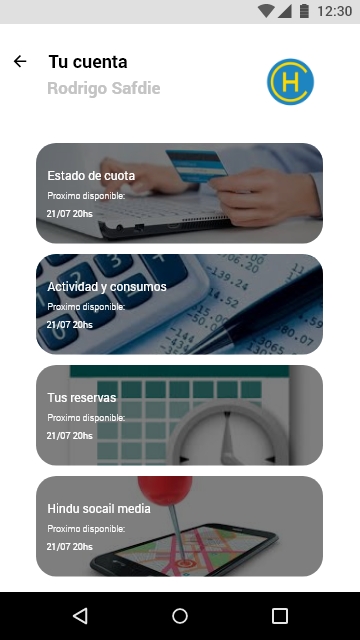 12:30
Tu cuenta
Rodrigo Safdie
H
Estado de cuota
Proximo disponible:
21/07 20hs
Actividad y consumos
Proximo disponible:
21/07 20hs
Tus reservas
Proximo disponible:
21/07 20hs
Hindu socail media
Proximo disponible:
21/07 20hs